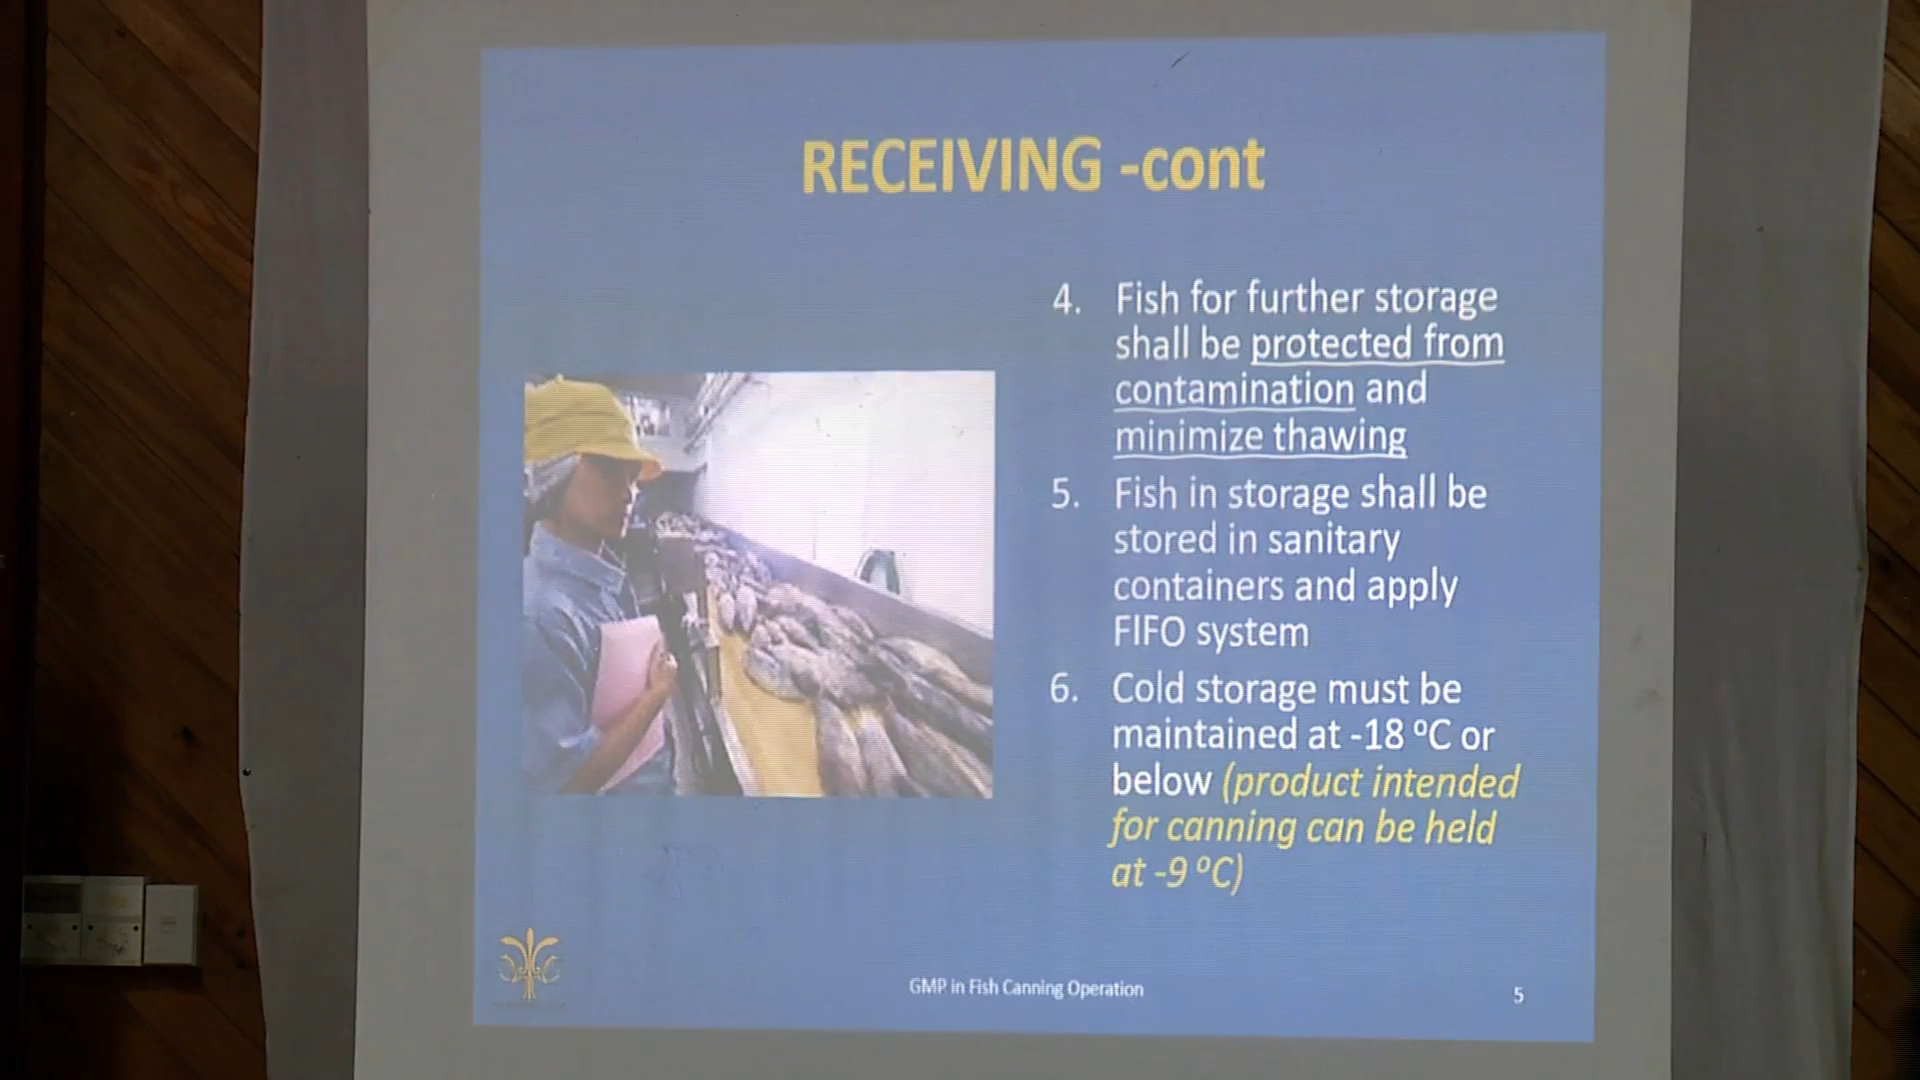 RECEIVING -cont
4. Fish for further storage
shall be protected from
contamination and
minimize thawing
5. Fish in storage shall be
stored in sanitary
containers and apply
FIFO system
6. Cold storage must be
maintained at -18 ºC or
below (product intended
for canning can be held
at -9 ºC)
GMP in Fish Canning Operation
5